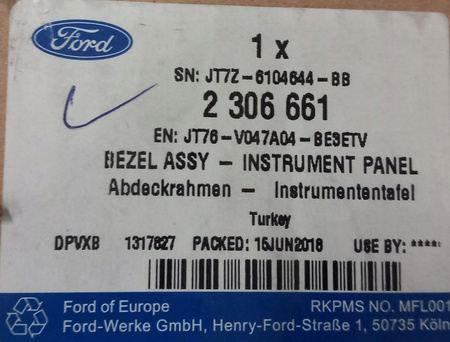 Ford
1 x
SN: JT7Z-6104644-BB
2 306 661
EN: JT76-V047A04-BE3ETV
BEZEL ASSY - INSTRUMENT PANEL
Abdeckrahmen - Instrumententafel
Turkey
DPVXB 1317627 PACKED: 15JUN2018 USE BY: ****
Ford of Europe RKPMS NO. MFL001
Ford-Werke GmbH, Henry-Ford-Straße 1, 50735 Köln